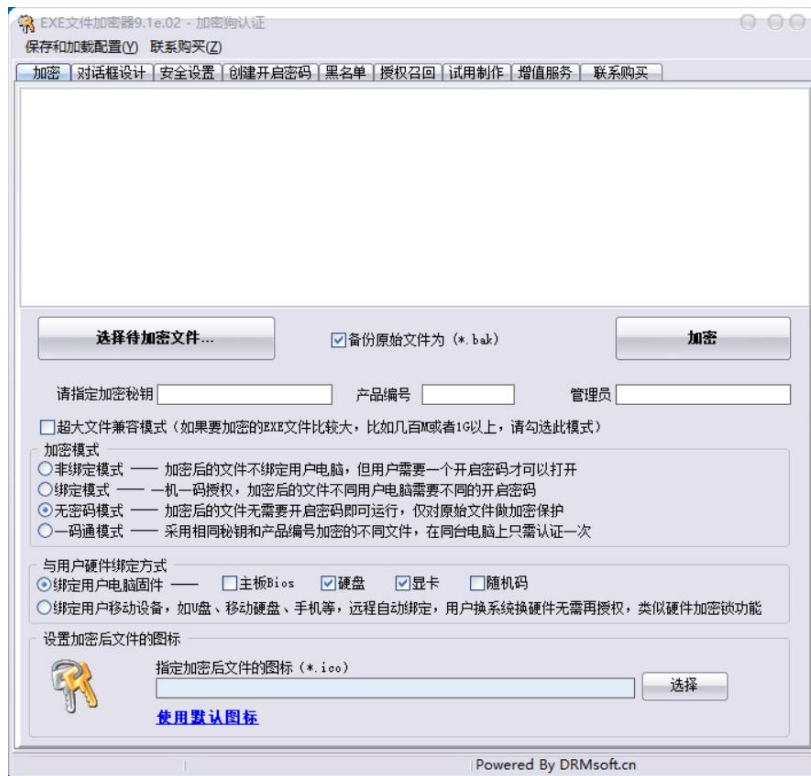 EXE文件加密器9.1e.02 - 加密狗认证
保存和加载配置(Y) 联系购买(Z)
加密 对话框设计 安全设置 创建开启密码 黑名单 授权召回 试用制作 增值服务 联系购买
选择待加密文件... 备份原始文件为 (*.bak) 加密
请指定加密秘钥 产品编号 管理员
超大文件兼容模式(如果要加密的EXE文件比较大，比如几百M或者1G以上，请勾选此模式)
加密模式
非绑定模式 —— 加密后的文件不绑定用户电脑，但用户需要一个开启密码才可以打开
绑定模式 —— 一机一码授权，加密后的文件不同用户电脑需要不同的开启密码
无密码模式 —— 加密后的文件无需要开启密码即可运行，仅对原始文件做加密保护
一码通模式 —— 采用相同秘钥和产品编号加密的不同文件，在同台电脑上只需认证一次
与用户硬件绑定方式
绑定用户电脑固件 —— 主板Bios 硬盘 显卡 随机码
绑定用户移动设备，如U盘、移动硬盘、手机等，远程自动绑定，用户换系统换硬件无需再授权，类似硬件加密锁功能
设置加密后文件的图标
指定加密后文件的图标(*.ico)
选择
使用默认图标
Powered By DRMsoft.cn